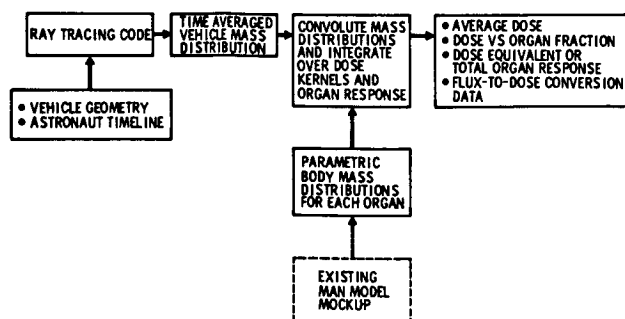 RAY TRACING CODE
TIME AVERAGED
VEHICLE MASS
DISTRIBUTION
CONVOLUTE MASS
DISTRIBUTIONS
AND INTEGRATE
OVER DOSE
KERNELS AND
ORGAN RESPONSE
• AVERAGE DOSE
• DOSE VS ORGAN FRACTION
• DOSE EQUIVALENT OR
TOTAL ORGAN RESPONSE
• FLUX-TO-DOSE CONVERSION
DATA
• VEHICLE GEOMETRY
• ASTRONAUT TIMELINE
PARAMETRIC
BODY MASS
DISTRIBUTIONS
FOR EACH ORGAN
EXISTING
MAN MODEL
MOCKUP